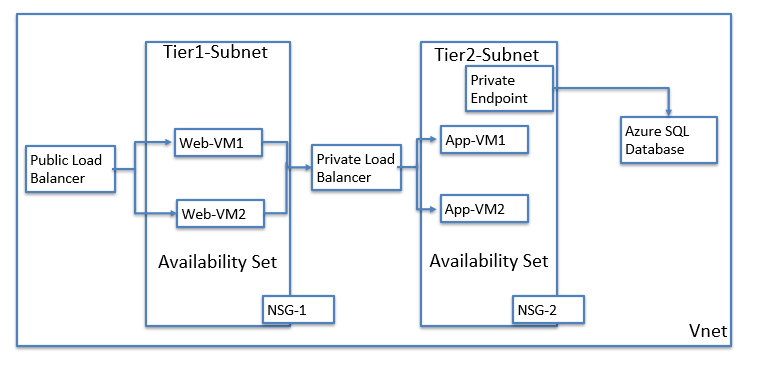 Tier1-Subnet
Tier2-Subnet
Private
Endpoint
Public Load
Balancer
Web-VM1
Web-VM2
Private Load
Balancer
App-VM1
App-VM2
Azure SQL
Database
Availability Set
Availability Set
NSG-1
NSG-2
Vnet